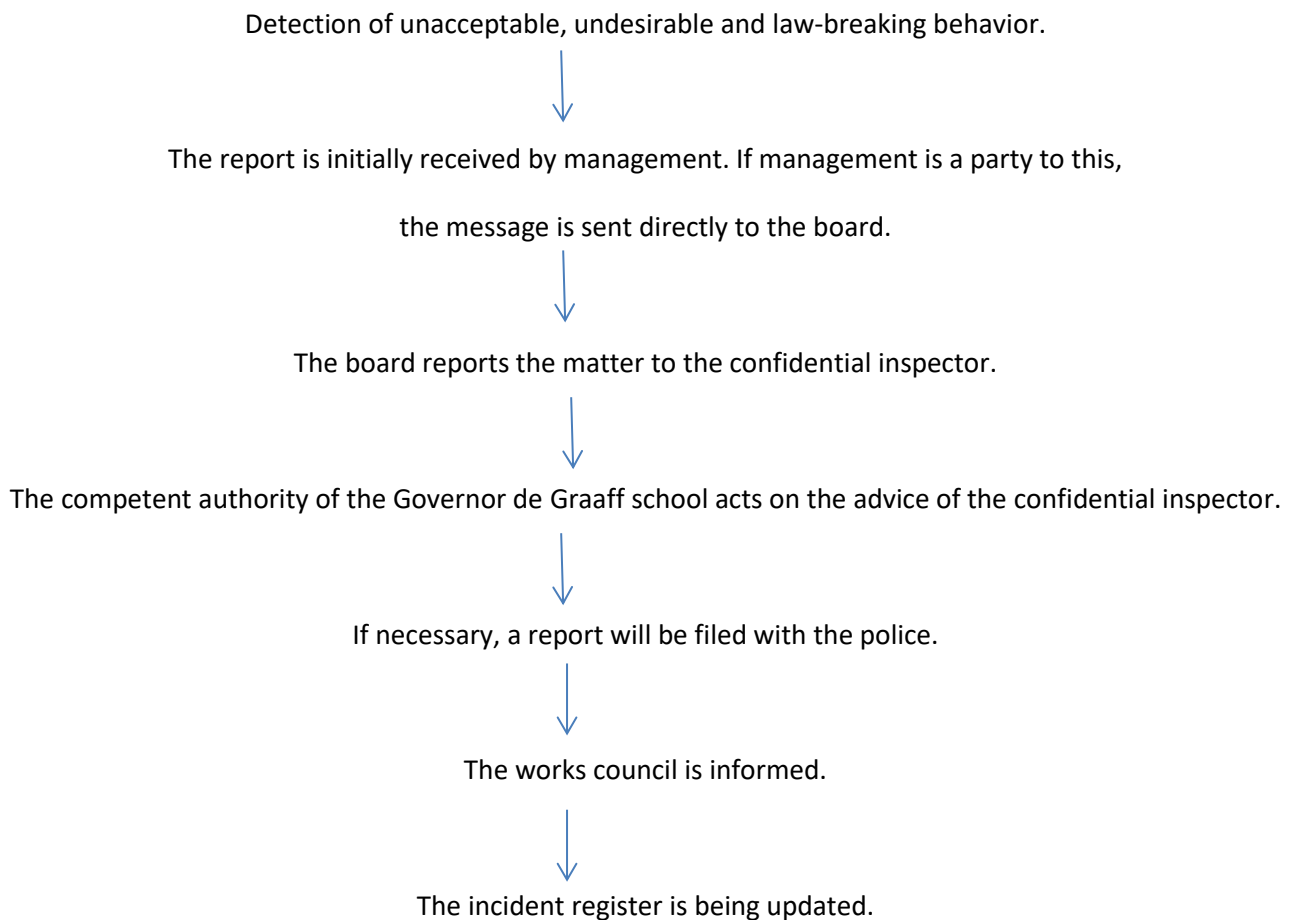 Detection of unacceptable, undesirable and law-breaking behavior.
The report is initially received by management. If management is a party to this,
the message is sent directly to the board.
The board reports the matter to the confidential inspector.
The competent authority of the Governor de Graaff school acts on the advice of the confidential inspector.
If necessary, a report will be filed with the police.
The works council is informed.
The incident register is being updated.